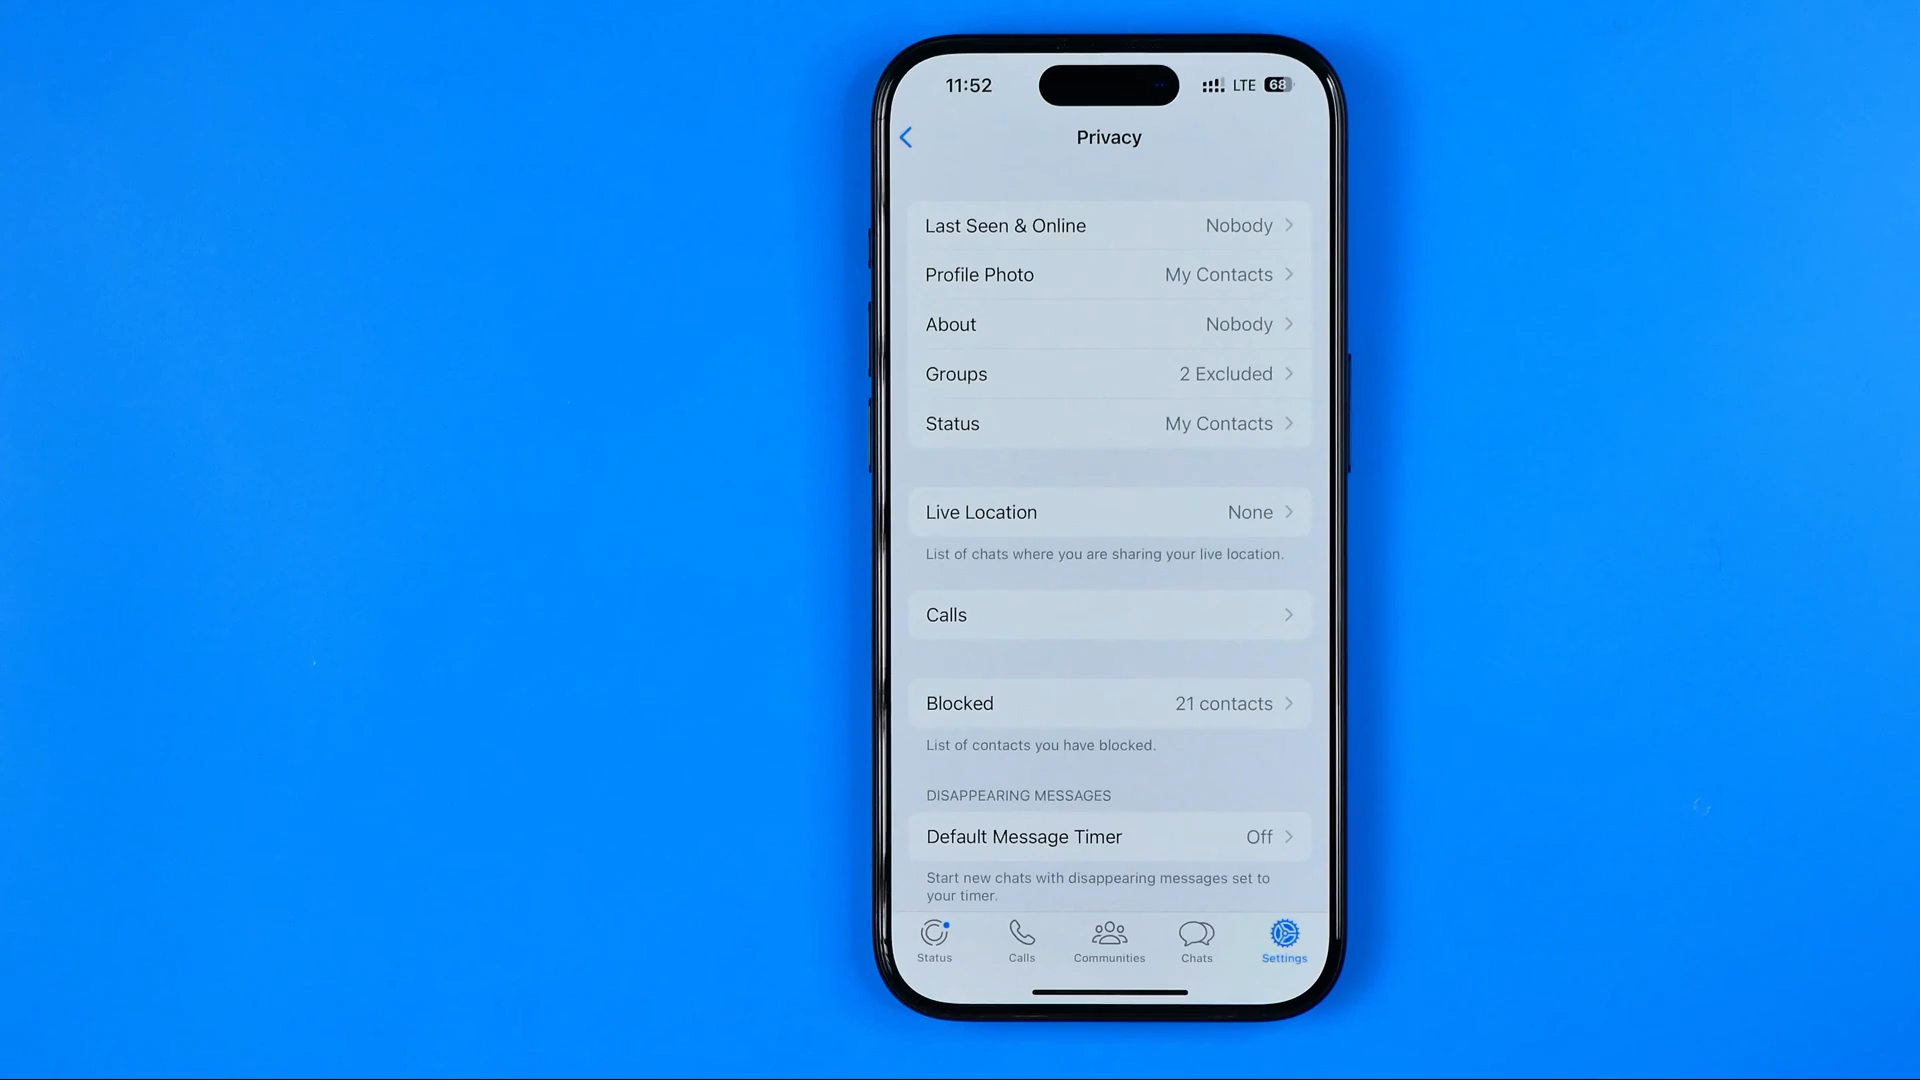 11:52
LTE 68
Privacy
Last Seen & Online Nobody
Profile Photo My Contacts
About Nobody
Groups 2 Excluded
Status My Contacts
Live Location None
List of chats where you are sharing your live location.
Calls
Blocked 21 contacts
List of contacts you have blocked.
DISAPPEARING MESSAGES
Default Message Timer Off
Start new chats with disappearing messages set to
your timer.
Status Calls Communities Chats Settings